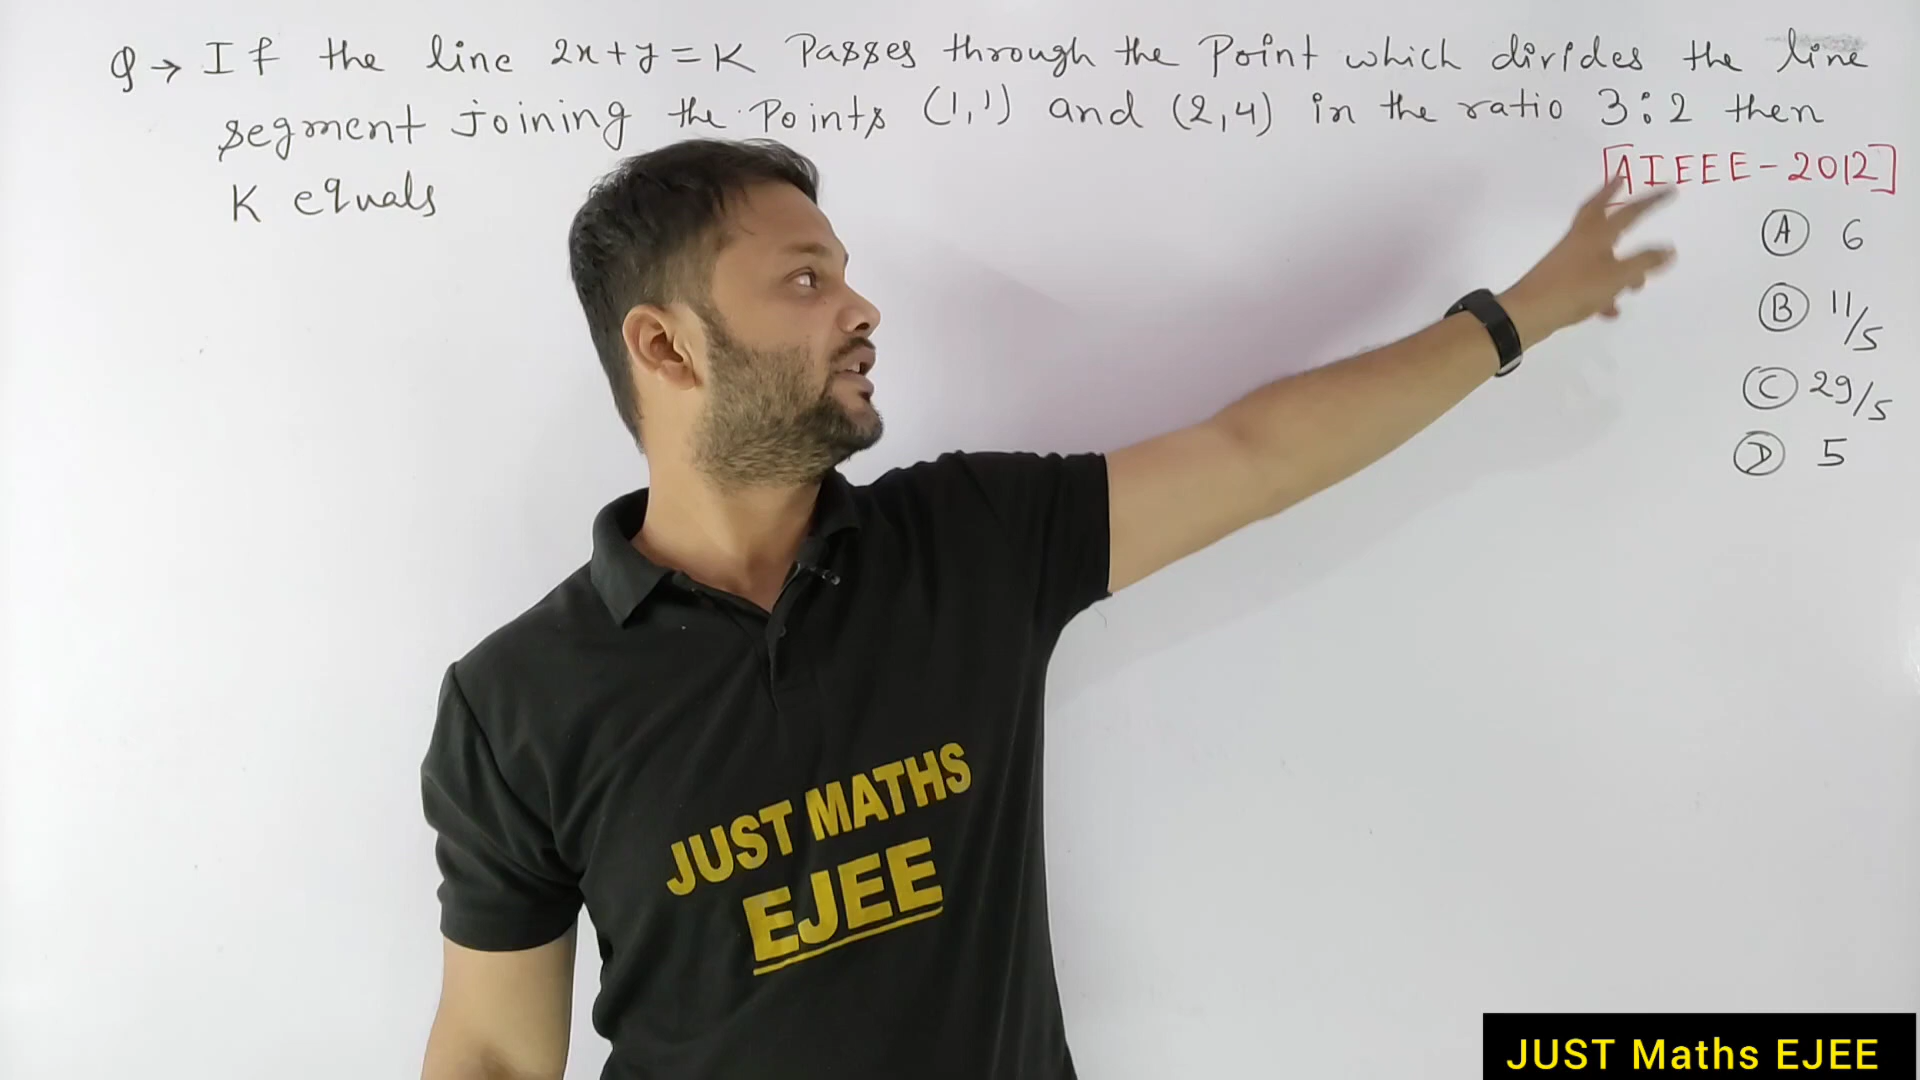 Q → If the line 2x+y=K Passes through the Point which divides the line
segment joining the Points (1,1) and (2,4) in the ratio 3:2 then
K equals
[AIEEE-2012]
(A) 6
(B) 11/5
(C) 29/5
(D) 5
JUST MATHS
EJEE
JUST Maths EJEE